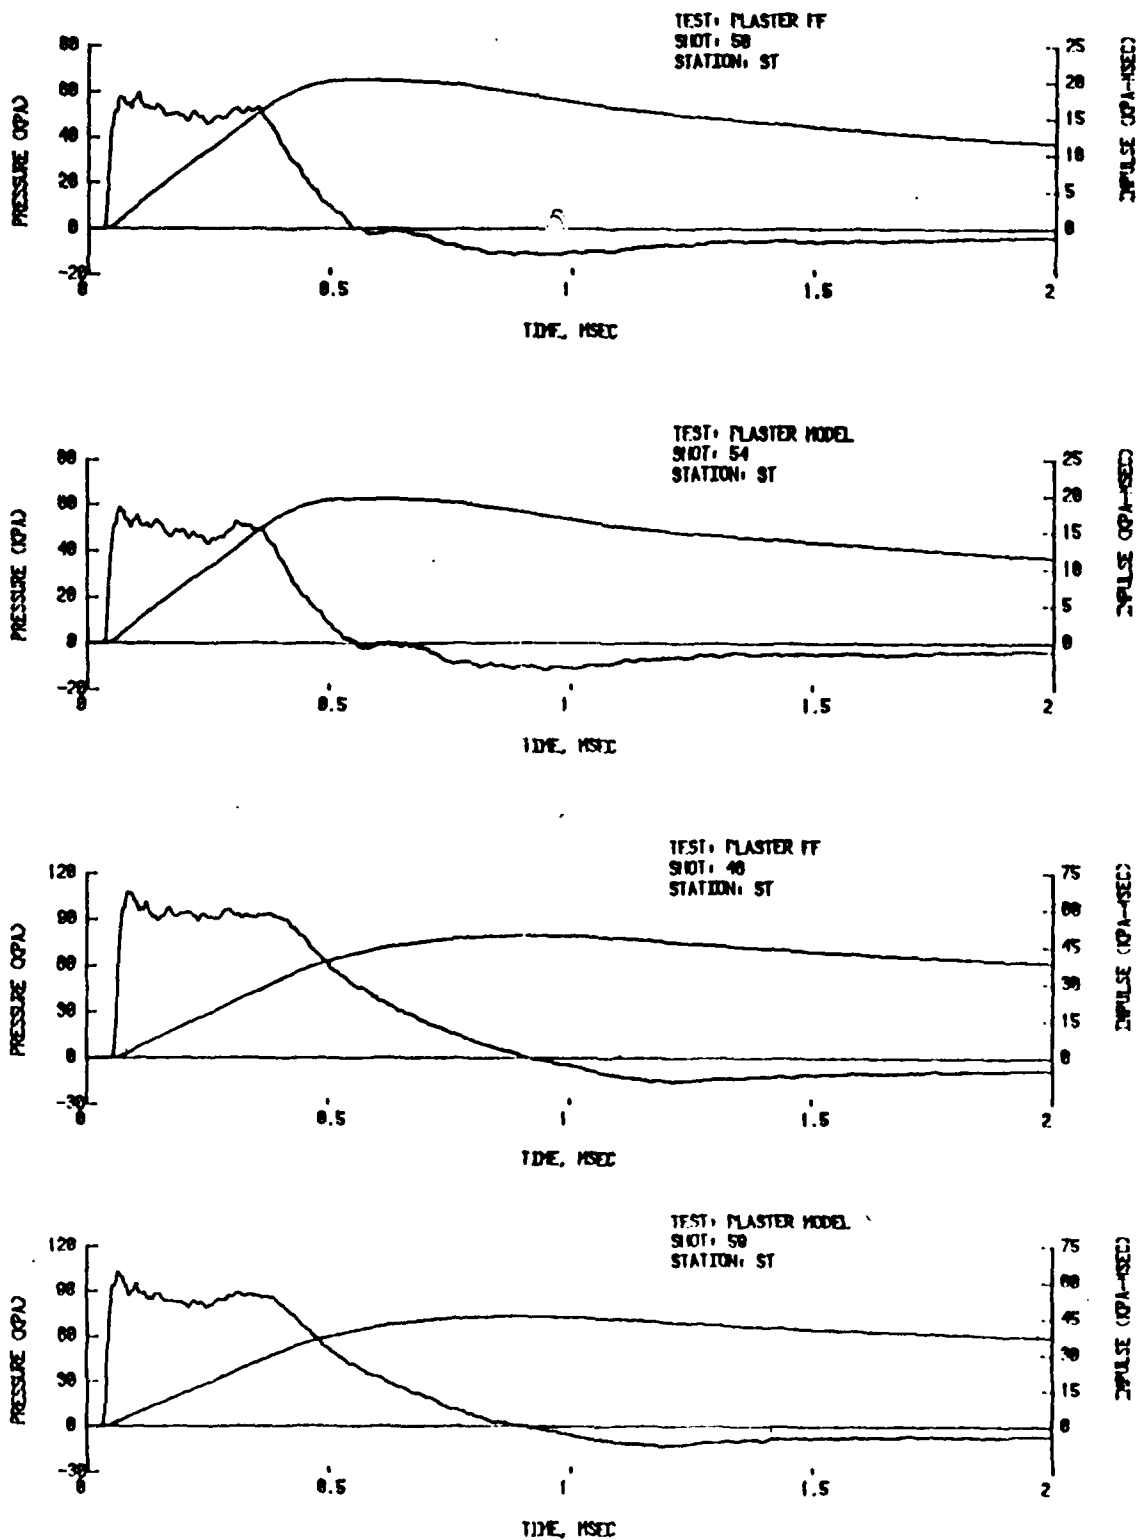 TEST: PLASTER FF
SHOT: 50
STATION: ST
PRESSURE (KPA)
80
60
40
20
0
-20
IMPULSE (KPA-MSEC)
25
20
15
10
5
0
0 0.5 1 1.5 2
TIME, MSEC
TEST: PLASTER MODEL
SHOT: 54
STATION: ST
PRESSURE (KPA)
80
60
40
20
0
-20
IMPULSE (KPA-MSEC)
25
20
15
10
5
0
0 0.5 1 1.5 2
TIME, MSEC
TEST: PLASTER FF
SHOT:
STATION: ST
PRESSURE (KPA)
120
90
60
30
0
-30
IMPULSE (KPA-MSEC)
75
60
45
30
15
0
0 0.5 1 1.5 2
TIME, MSEC
TEST: PLASTER MODEL
SHOT:
STATION: ST
PRESSURE (KPA)
120
90
60
30
0
-30
IMPULSE (KPA-MSEC)
75
60
45
30
15
0
0 0.5 1 1.5 2
TIME, MSEC